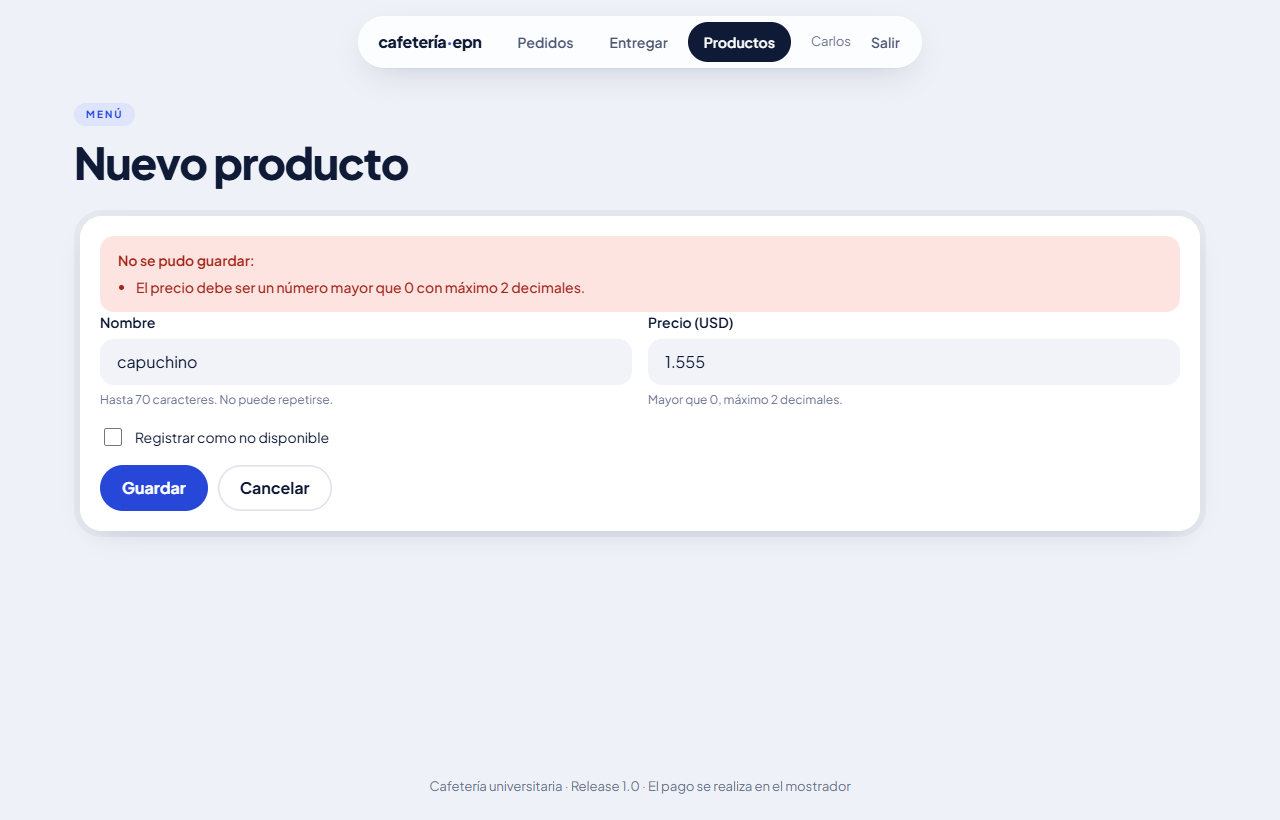 cafetería·epn Pedidos Entregar Productos Carlos Salir
MENÚ
Nuevo producto
No se pudo guardar:
• El precio debe ser un número mayor que 0 con máximo 2 decimales.
Nombre Precio (USD)
capuchino 1.555
Hasta 70 caracteres. No puede repetirse. Mayor que 0, máximo 2 decimales.
Registrar como no disponible
Guardar Cancelar
Cafetería universitaria · Release 1.0 · El pago se realiza en el mostrador